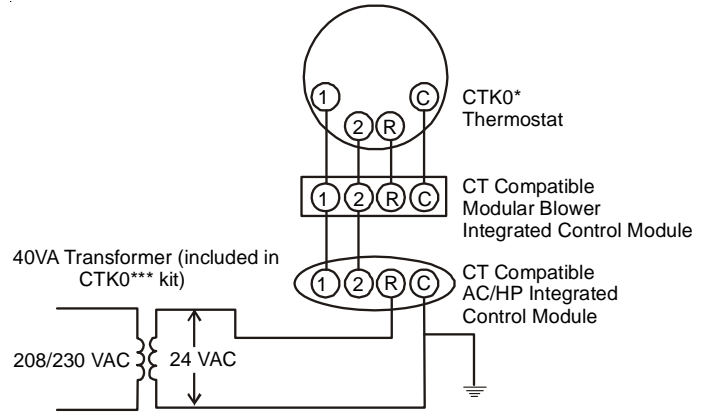 1
C
2 R
CTK0*
Thermostat
1 2 R C
CT Compatible
Modular Blower
Integrated Control Module
40VA Transformer (included in
CTK0*** kit)
1 2 R C
CT Compatible
AC/HP Integrated
Control Module
208/230 VAC
24 VAC